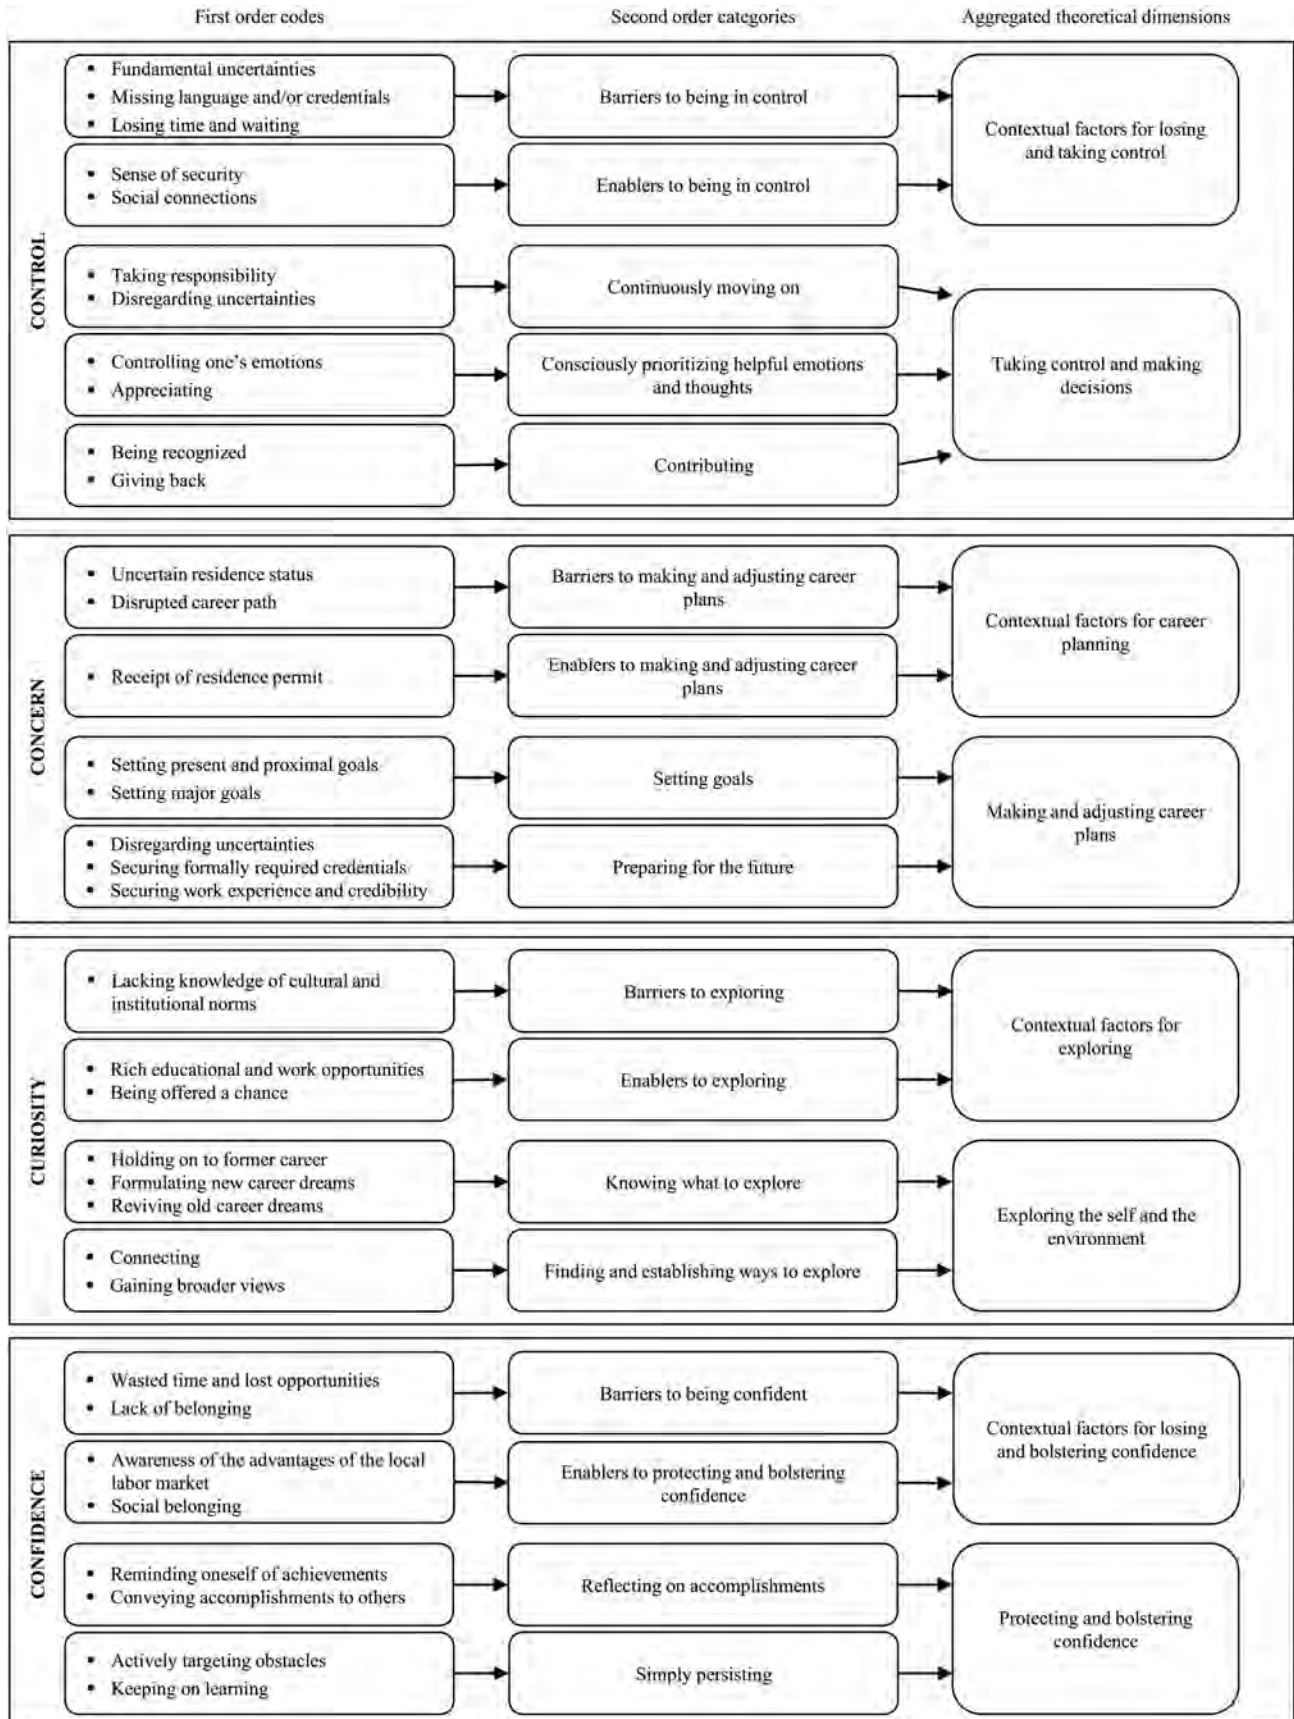 First order codes
Second order categories
Aggregated theoretical dimensions
CONTROL
▪ Fundamental uncertainties
▪ Missing language and/or credentials
▪ Losing time and waiting
Barriers to being in control
Contextual factors for losing
and taking control
▪ Sense of security
▪ Social connections
Enablers to being in control
▪ Taking responsibility
▪ Disregarding uncertainties
Continuously moving on
Taking control and making
decisions
▪ Controlling one's emotions
▪ Appreciating
Consciously prioritizing helpful emotions
and thoughts
▪ Being recognized
▪ Giving back
Contributing
CONCERN
▪ Uncertain residence status
▪ Disrupted career path
Barriers to making and adjusting career
plans
Contextual factors for career
planning
▪ Receipt of residence permit
Enablers to making and adjusting career
plans
▪ Setting present and proximal goals
▪ Setting major goals
Setting goals
Making and adjusting career
plans
▪ Disregarding uncertainties
▪ Securing formally required credentials
▪ Securing work experience and credibility
Preparing for the future
CURIOSITY
▪ Lacking knowledge of cultural and
institutional norms
Barriers to exploring
Contextual factors for
exploring
▪ Rich educational and work opportunities
▪ Being offered a chance
Enablers to exploring
▪ Holding on to former career
▪ Formulating new career dreams
▪ Reviving old career dreams
Knowing what to explore
Exploring the self and the
environment
▪ Connecting
▪ Gaining broader views
Finding and establishing ways to explore
CONFIDENCE
▪ Wasted time and lost opportunities
▪ Lack of belonging
Barriers to being confident
Contextual factors for losing
and bolstering confidence
▪ Awareness of the advantages of the local
labor market
▪ Social belonging
Enablers to protecting and bolstering
confidence
▪ Reminding oneself of achievements
▪ Conveying accomplishments to others
Reflecting on accomplishments
Protecting and bolstering
confidence
▪ Actively targeting obstacles
▪ Keeping on learning
Simply persisting